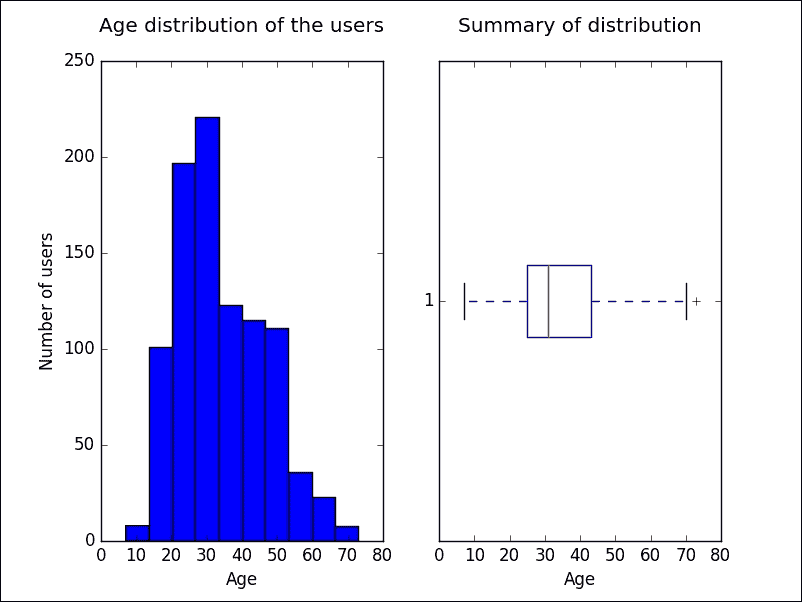 Age distribution of the users
250
200
150
100
50
0
Number of users
0 10 20 30 40 50 60 70 80
Age
Summary of distribution
1
0 10 20 30 40 50 60 70 80
Age